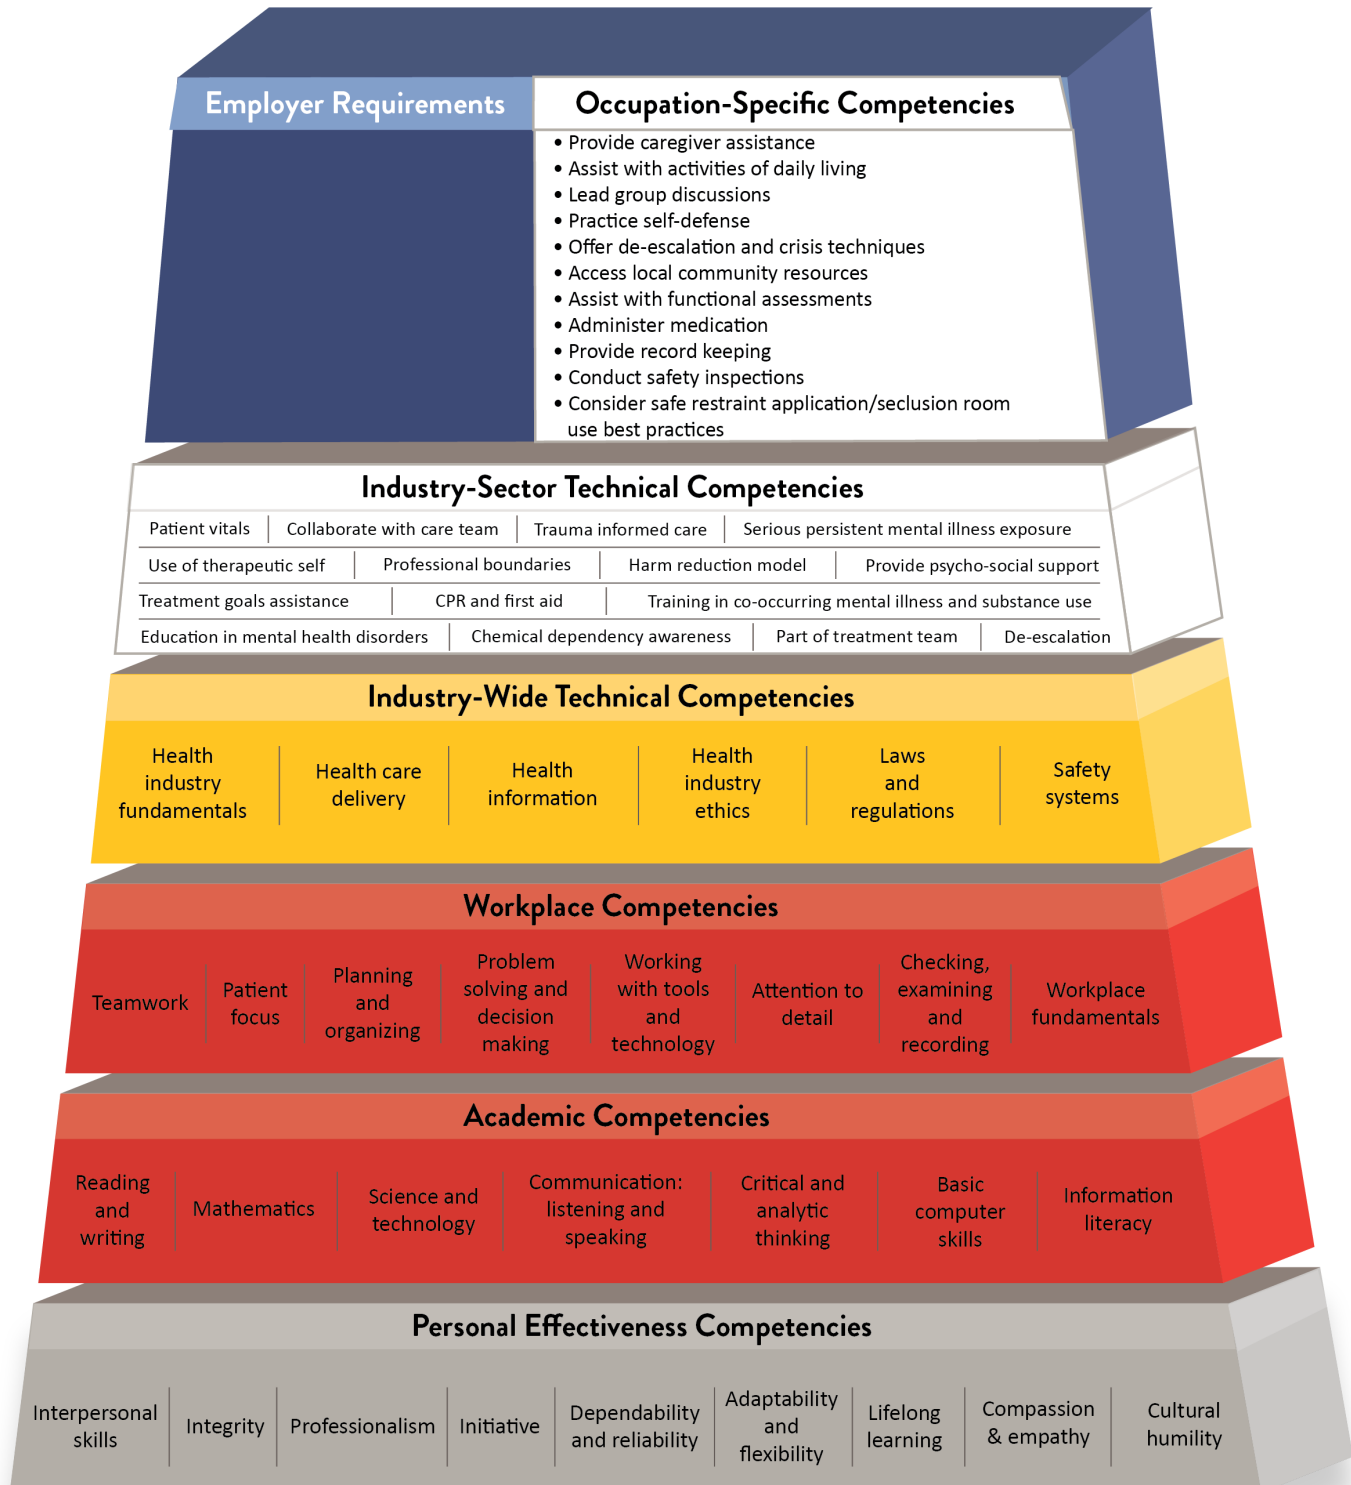 Employer Requirements
Occupation-Specific Competencies
• Provide caregiver assistance
• Assist with activities of daily living
• Lead group discussions
• Practice self-defense
• Offer de-escalation and crisis techniques
• Access local community resources
• Assist with functional assessments
• Administer medication
• Provide record keeping
• Conduct safety inspections
• Consider safe restraint application/seclusion room
use best practices
Industry-Sector Technical Competencies
Patient vitals
Collaborate with care team
Trauma informed care
Serious persistent mental illness exposure
Use of therapeutic self
Professional boundaries
Harm reduction model
Provide psycho-social support
Treatment goals assistance
CPR and first aid
Training in co-occurring mental illness and substance use
Education in mental health disorders
Chemical dependency awareness
Part of treatment team
De-escalation
Industry-Wide Technical Competencies
Health
industry
fundamentals
Health care
delivery
Health
information
Health
industry
ethics
Laws
and
regulations
Safety
systems
Workplace Competencies
Teamwork
Patient
focus
Planning
and
organizing
Problem
solving and
decision
making
Working
with tools
and
technology
Attention to
detail
Checking,
examining
and
recording
Workplace
fundamentals
Academic Competencies
Reading
and
writing
Mathematics
Science and
technology
Communication:
listening and
speaking
Critical and
analytic
thinking
Basic
computer
skills
Information
literacy
Personal Effectiveness Competencies
Interpersonal
skills
Integrity
Professionalism
Initiative
Dependability
and reliability
Adaptability
and
flexibility
Lifelong
learning
Compassion
& empathy
Cultural
humility